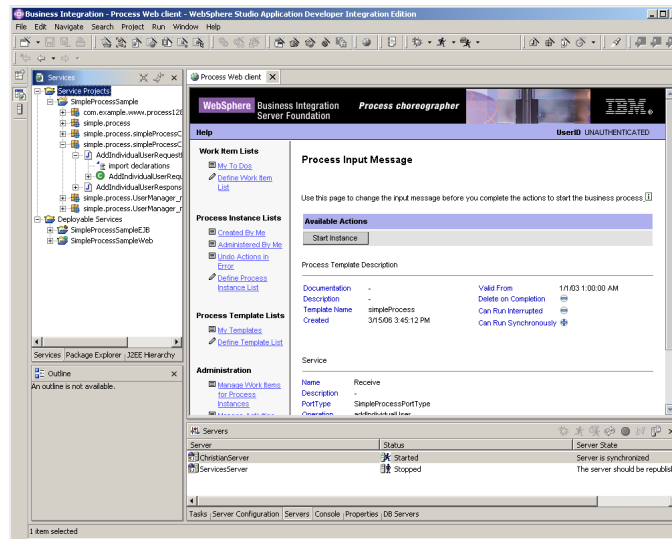 Business Integration - Process Web client - WebSphere Studio Application Developer Integration Edition
File Edit Navigate Search Project Run Window Help
Services
Service Projects
SimpleProcessSample
com.example.www.process128
simple.process
simple.process.simpleProcessC
simple.process.simpleProcessC
AddIndividualUserRequestI
import declarations
AddIndividualUserRequ
AddIndividualUserRespons
simple.process.UserManager_r
simple.process.UserManager_r
Deployable Services
SimpleProcessSampleEJB
SimpleProcessSampleWeb
Services Package Explorer J2EE Hierarchy
Outline
An outline is not available.
Process Web client
WebSphere Business Integration Process choreographer
Server Foundation
IBM
Help UserID UNAUTHENTICATED
Work Item Lists
My To Dos
Define Work Item
List
Process Instance Lists
Created By Me
Administered By Me
Undo Actions in
Error
Define Process
Instance List
Process Template Lists
My Templates
Define Template List
Administration
Manage Work Items
for Process
Instances
Process Input Message
Use this page to change the input message before you complete the actions to start the business process.
Available Actions
Start Instance
Process Template Description
Documentation - Valid From 1/1/03 1:00:00 AM
Description - Delete on Completion
Template Name simpleProcess Can Run Interrupted
Created 3/15/06 3:45:12 PM Can Run Synchronously
Service
Name Receive
Description -
PortType SimpleProcessPortType
Operation addIndividualUser
Servers
Server Status Server State
ChristianServer Started Server is synchronized
ServicesServer Stopped The server should be republis
Tasks Server Configuration Servers Console Properties DB Servers
1 item selected